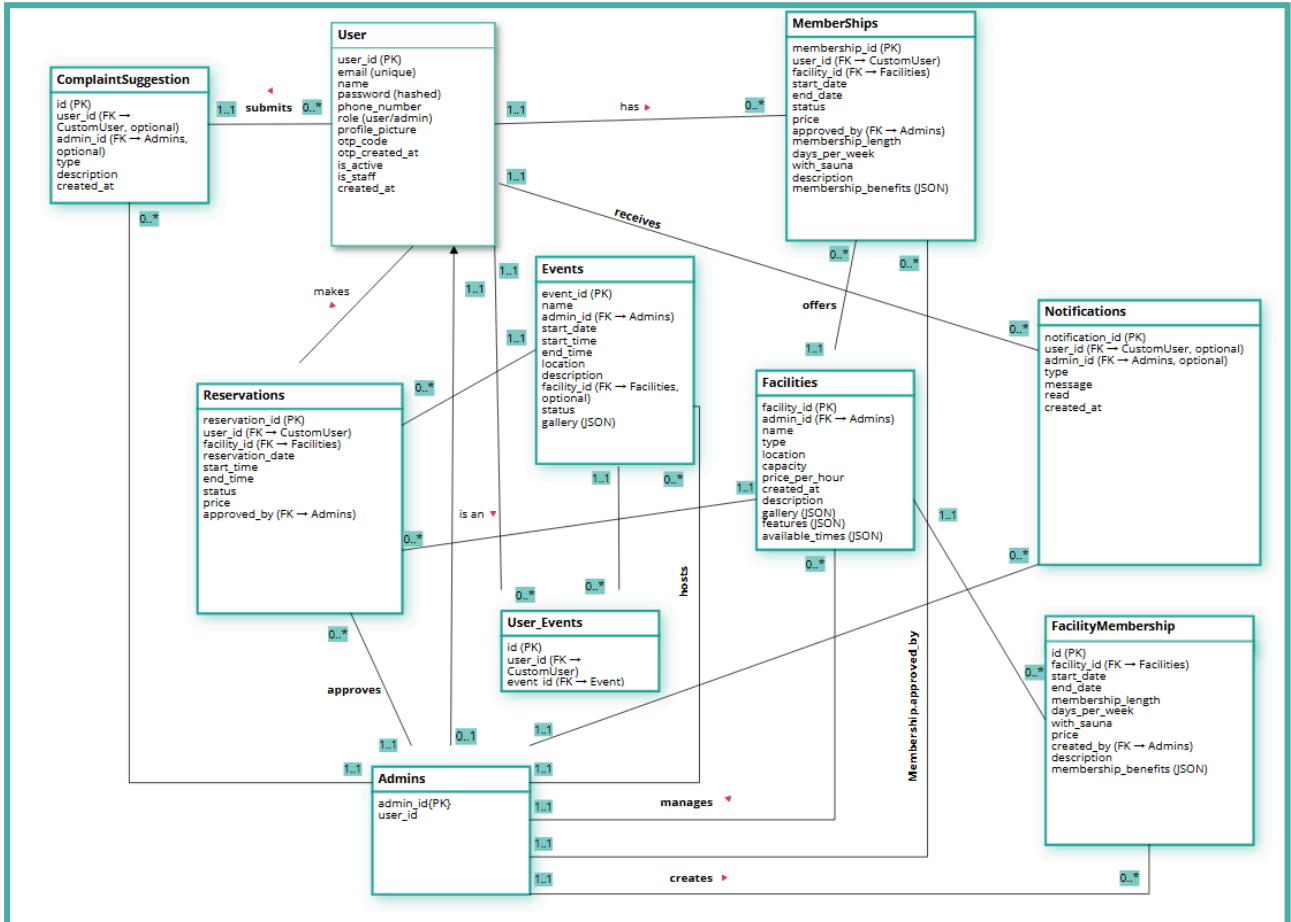 User
user_id (PK)
email (unique)
name
password (hashed)
phone_number
role (user/admin)
profile_picture
otp_code
otp_created_at
is_active
is_staff
created_at
MemberShips
membership_id (PK)
user_id (FK → CustomUser)
facility_id (FK → Facilities)
start_date
end_date
status
price
approved_by (FK → Admins)
membership_length
days_per_week
with_sauna
description
membership_benefits (JSON)
ComplaintSuggestion
id (PK)
user_id (FK →
CustomUser, optional)
admin_id (FK → Admins,
optional)
type
description
created_at
1..1
submits
0..*
1..1
has
0..*
0..*
1..1
receives
makes
1..1
1..1
Events
event_id (PK)
name
admin_id (FK → Admins)
start_date
start_time
end_time
location
description
facility_id (FK → Facilities,
optional)
status
gallery (JSON)
0..*
0..*
offers
1..1
Notifications
notification_id (PK)
user_id (FK → CustomUser, optional)
admin_id (FK → Admins, optional)
type
message
read
created_at
0..*
1..1
0..*
Reservations
reservation_id (PK)
user_id (FK → CustomUser)
facility_id (FK → Facilities)
reservation_date
start_time
end_time
status
price
approved_by (FK → Admins)
Facilities
facility_id (PK)
admin_id (FK → Admins)
name
type
location
capacity
price_per_hour
created_at
description
gallery (JSON)
features (JSON)
available_times (JSON)
1..1
0..*
1..1
0..*
is an
1..1
0..*
0..*
0..*
hosts
0..*
0..*
User_Events
id (PK)
user_id (FK →
CustomUser)
event_id (FK → Event)
FacilityMembership
id (PK)
facility_id (FK → Facilities)
start_date
end_date
membership_length
days_per_week
with_sauna
price
created_by (FK → Admins)
description
membership_benefits (JSON)
0..*
0..*
approves
Membership.approved_by
1..1
0..1
1..1
1..1
1..1
Admins
admin_id{PK}
user_id
1..1
manages
1..1
1..1
creates
0..*